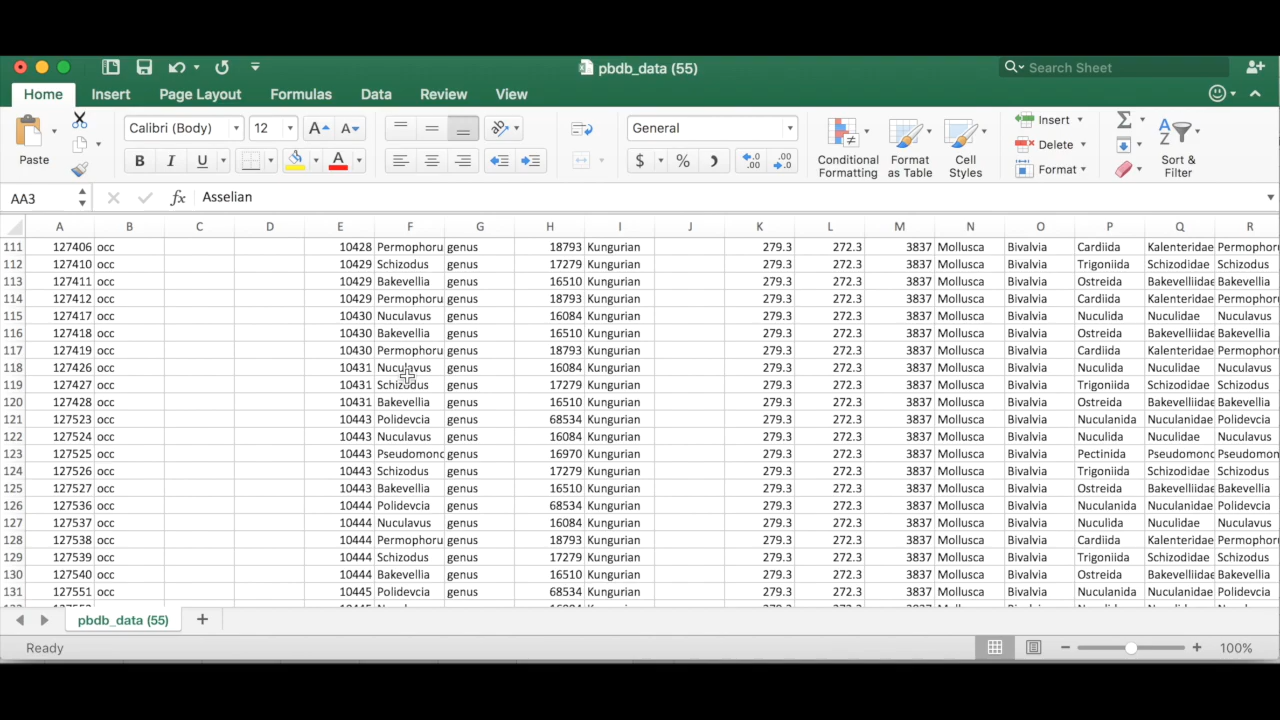 pbdb_data (55)
Search Sheet
Home Insert Page Layout Formulas Data Review View
Paste Calibri (Body) 12 General Conditional Formatting Format as Table Cell Styles Insert Delete Format Sort & Filter
AA3 fx Asselian
A B C D E F G H I J K L M N O P Q R
111 127406 occ 10428 Permophoru genus 18793 Kungurian 279.3 272.3 3837 Mollusca Bivalvia Cardiida Kalenteridae Permophor
112 127410 occ 10429 Schizodus genus 17279 Kungurian 279.3 272.3 3837 Mollusca Bivalvia Trigoniida Schizodidae Schizodus
113 127411 occ 10429 Bakevellia genus 16510 Kungurian 279.3 272.3 3837 Mollusca Bivalvia Ostreida Bakevelliidae Bakevellia
114 127412 occ 10429 Permophoru genus 18793 Kungurian 279.3 272.3 3837 Mollusca Bivalvia Cardiida Kalenteridae Permophor
115 127417 occ 10430 Nuculavus genus 16084 Kungurian 279.3 272.3 3837 Mollusca Bivalvia Nuculida Nuculidae Nuculavus
116 127418 occ 10430 Bakevellia genus 16510 Kungurian 279.3 272.3 3837 Mollusca Bivalvia Ostreida Bakevelliidae Bakevellia
117 127419 occ 10430 Permophoru genus 18793 Kungurian 279.3 272.3 3837 Mollusca Bivalvia Cardiida Kalenteridae Permophor
118 127426 occ 10431 Nuculavus genus 16084 Kungurian 279.3 272.3 3837 Mollusca Bivalvia Nuculida Nuculidae Nuculavus
119 127427 occ 10431 Schizodus genus 17279 Kungurian 279.3 272.3 3837 Mollusca Bivalvia Trigoniida Schizodidae Schizodus
120 127428 occ 10431 Bakevellia genus 16510 Kungurian 279.3 272.3 3837 Mollusca Bivalvia Ostreida Bakevelliidae Bakevellia
121 127523 occ 10443 Polidevcia genus 68534 Kungurian 279.3 272.3 3837 Mollusca Bivalvia Nuculanida Nuculanidae Polidevcia
122 127524 occ 10443 Nuculavus genus 16084 Kungurian 279.3 272.3 3837 Mollusca Bivalvia Nuculida Nuculidae Nuculavus
123 127525 occ 10443 Pseudomonc genus 16970 Kungurian 279.3 272.3 3837 Mollusca Bivalvia Pectinida Pseudomonc Pseudomon
124 127526 occ 10443 Schizodus genus 17279 Kungurian 279.3 272.3 3837 Mollusca Bivalvia Trigoniida Schizodidae Schizodus
125 127527 occ 10443 Bakevellia genus 16510 Kungurian 279.3 272.3 3837 Mollusca Bivalvia Ostreida Bakevelliidae Bakevellia
126 127536 occ 10444 Polidevcia genus 68534 Kungurian 279.3 272.3 3837 Mollusca Bivalvia Nuculanida Nuculanidae Polidevcia
127 127537 occ 10444 Nuculavus genus 16084 Kungurian 279.3 272.3 3837 Mollusca Bivalvia Nuculida Nuculidae Nuculavus
128 127538 occ 10444 Permophoru genus 18793 Kungurian 279.3 272.3 3837 Mollusca Bivalvia Cardiida Kalenteridae Permophor
129 127539 occ 10444 Schizodus genus 17279 Kungurian 279.3 272.3 3837 Mollusca Bivalvia Trigoniida Schizodidae Schizodus
130 127540 occ 10444 Bakevellia genus 16510 Kungurian 279.3 272.3 3837 Mollusca Bivalvia Ostreida Bakevelliidae Bakevellia
131 127551 occ 10445 Polidevcia genus 68534 Kungurian 279.3 272.3 3837 Mollusca Bivalvia Nuculanida Nuculanidae Polidevcia
pbdb_data (55)
Ready 100%